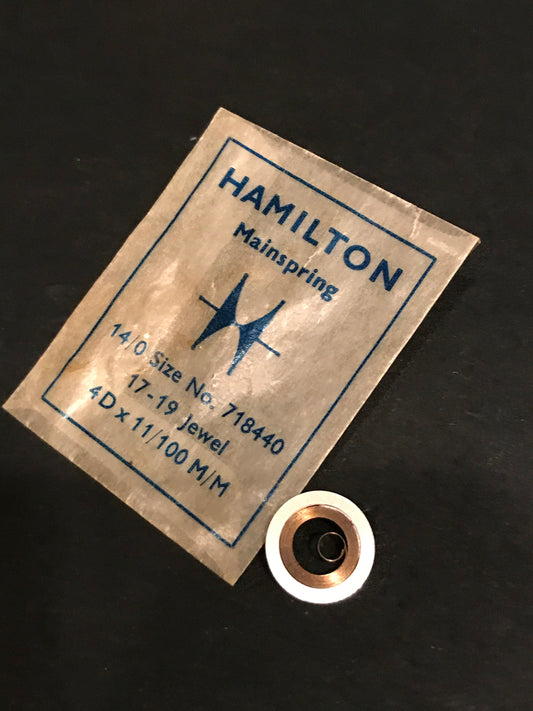 HAMILTON
Mainspring
14/0 Size No. 718440
17-19 Jewel
4D x 11/100 M/M